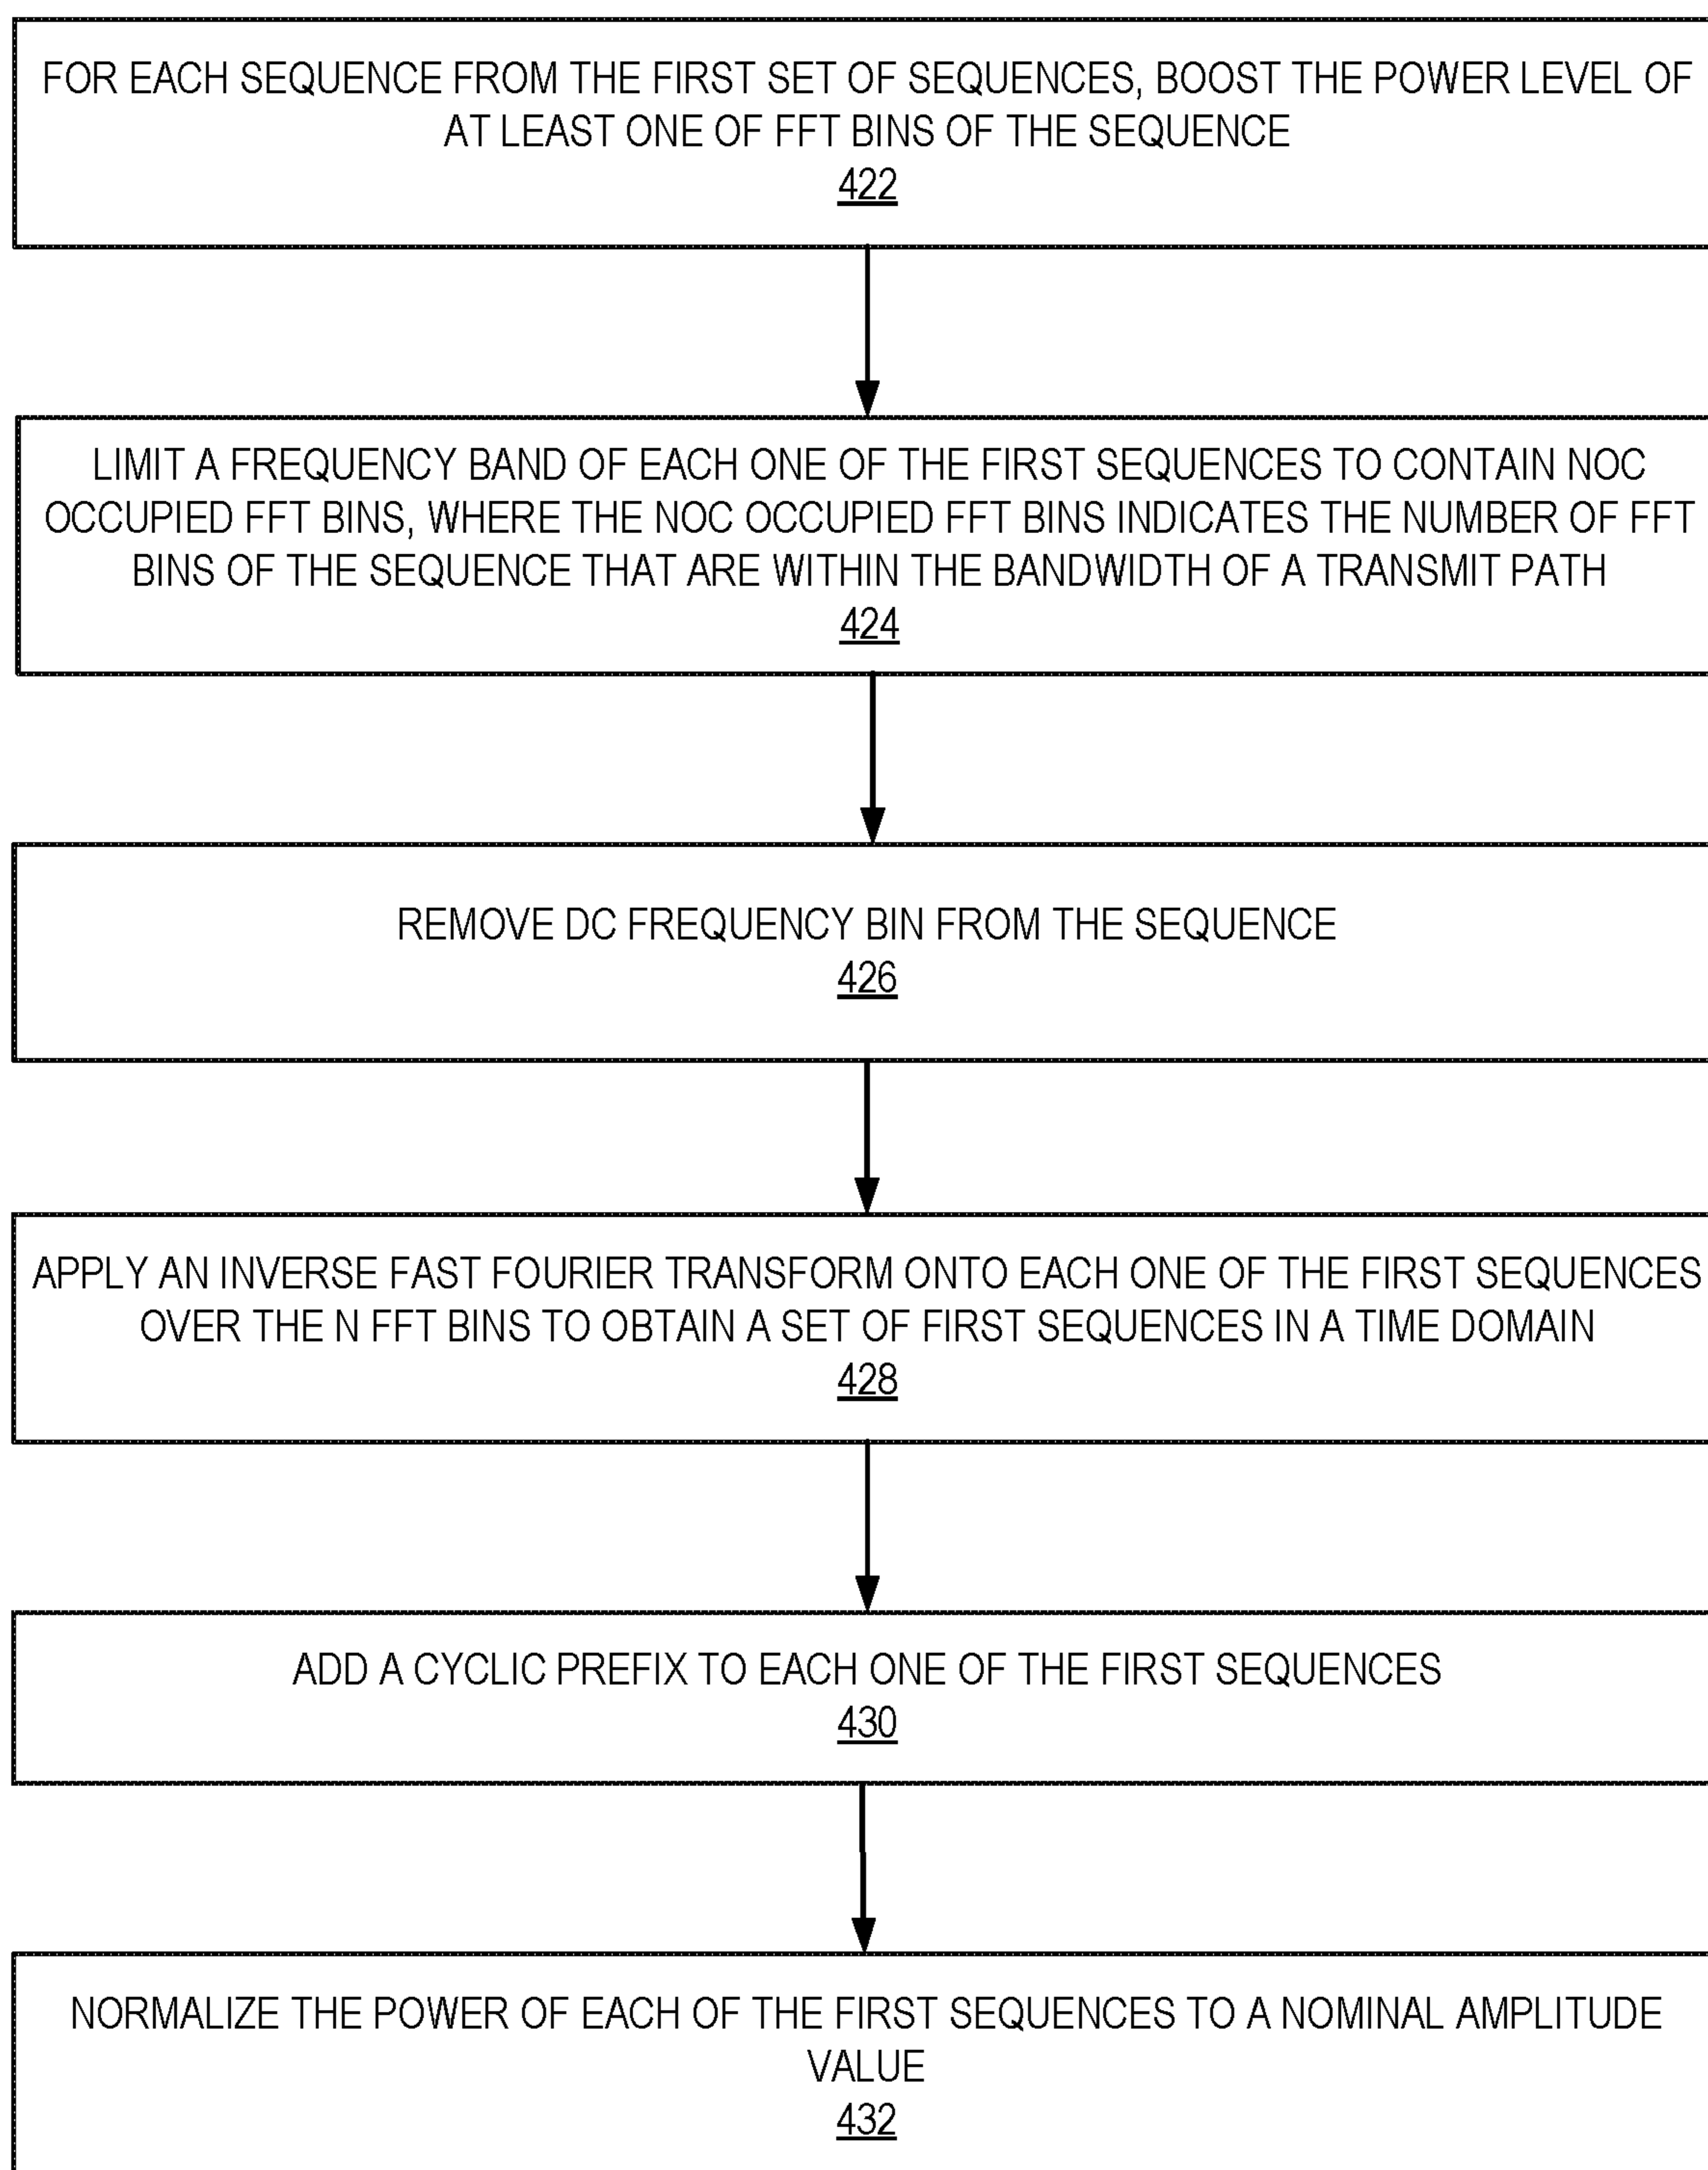 FOR EACH SEQUENCE FROM THE FIRST SET OF SEQUENCES, BOOST THE POWER LEVEL OF
AT LEAST ONE OF FFT BINS OF THE SEQUENCE
422
LIMIT A FREQUENCY BAND OF EACH ONE OF THE FIRST SEQUENCES TO CONTAIN NOC
OCCUPIED FFT BINS, WHERE THE NOC OCCUPIED FFT BINS INDICATES THE NUMBER OF FFT
BINS OF THE SEQUENCE THAT ARE WITHIN THE BANDWIDTH OF A TRANSMIT PATH
424
REMOVE DC FREQUENCY BIN FROM THE SEQUENCE
426
APPLY AN INVERSE FAST FOURIER TRANSFORM ONTO EACH ONE OF THE FIRST SEQUENCES
OVER THE N FFT BINS TO OBTAIN A SET OF FIRST SEQUENCES IN A TIME DOMAIN
428
ADD A CYCLIC PREFIX TO EACH ONE OF THE FIRST SEQUENCES
430
NORMALIZE THE POWER OF EACH OF THE FIRST SEQUENCES TO A NOMINAL AMPLITUDE
VALUE
432